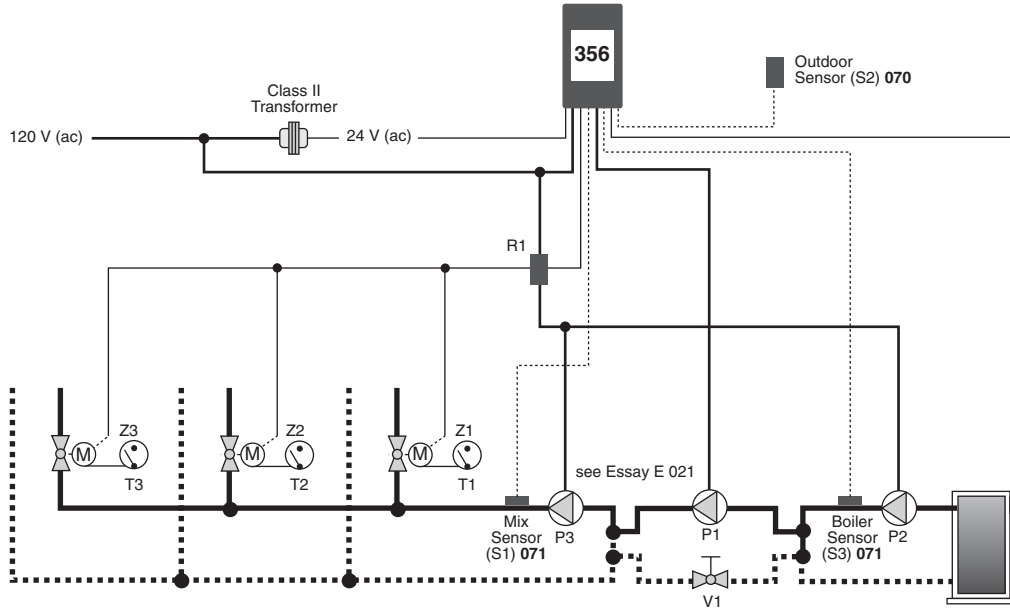 356
Outdoor
Sensor (S2) 070
Class II
Transformer
120 V (ac)
24 V (ac)
R1
Z3
M
T3
Z2
M
T2
Z1
M
T1
see Essay E 021
Mix
Sensor
(S1) 071
P3
P1
Boiler
Sensor
(S3) 071
P2
V1